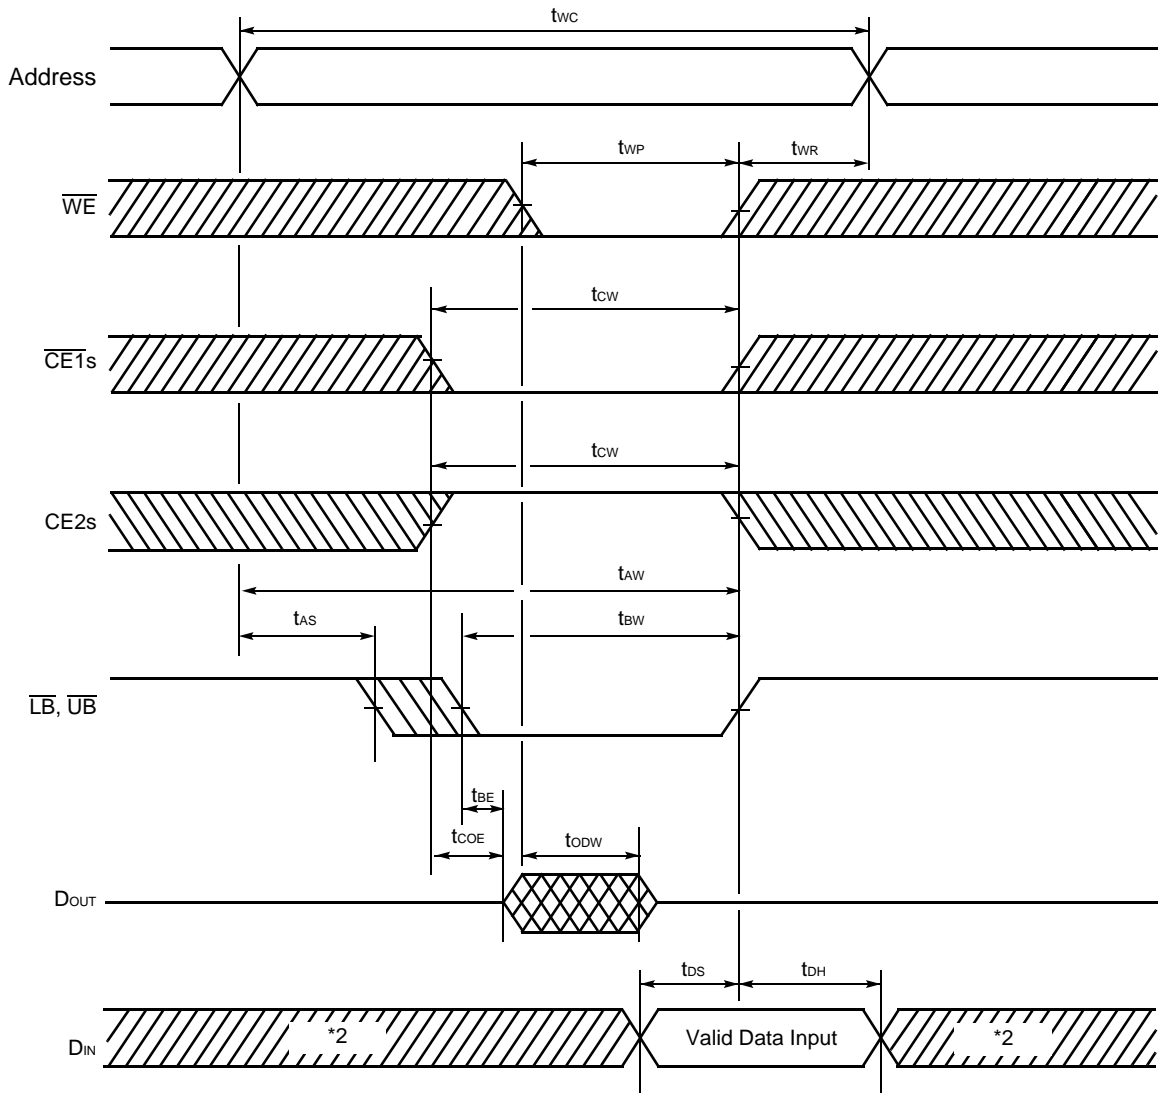 tWC
Address
tWP
tWR
WE
tCW
CE1s
tCW
CE2s
tAW
tAS
tBW
LB, UB
tBE
tCOE
tODW
DOUT
tDS
tDH
DIN
*2
Valid Data Input
*2